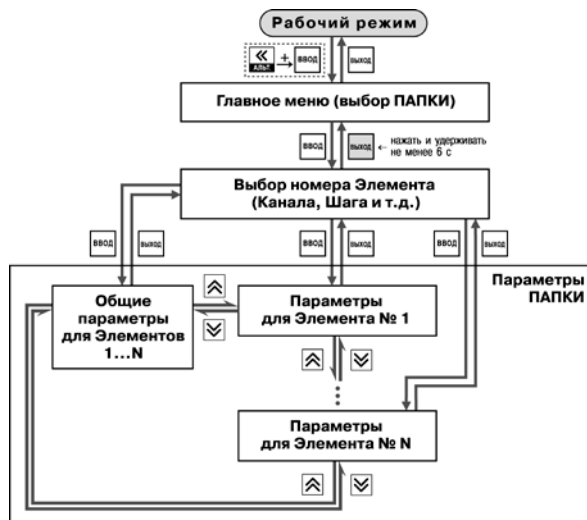 Рабочий режим
АЛЬТ
+
ВВОД
ВЫХОД
Главное меню (выбор ПАПКИ)
ВВОД
ВЫХОД
нажать и удерживать
не менее 6 с
Выбор номера Элемента
(Канала, Шага и т.д.)
ВВОД
ВЫХОД
ВВОД
ВЫХОД
ВВОД
ВЫХОД
Параметры
ПАПКИ
Общие
параметры
для Элементов
1...N
Параметры
для Элемента № 1
Параметры
для Элемента № N